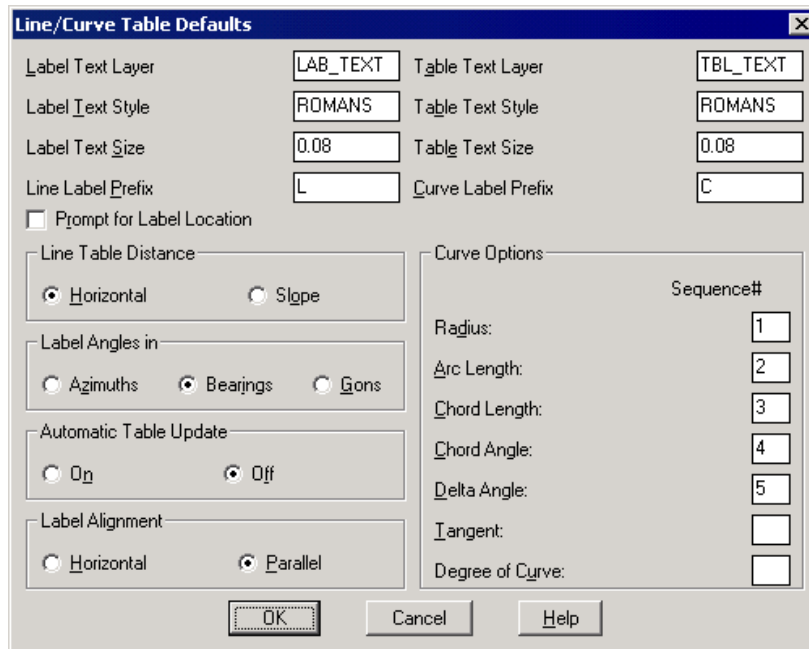 Line/Curve Table Defaults
Label Text Layer LAB_TEXT Table Text Layer TBL_TEXT
Label Text Style ROMANS Table Text Style ROMANS
Label Text Size 0.08 Table Text Size 0.08
Line Label Prefix L Curve Label Prefix C
Prompt for Label Location
Line Table Distance
Horizontal Slope
Label Angles in
Azimuths Bearings Gons
Automatic Table Update
On Off
Label Alignment
Horizontal Parallel
Curve Options
Sequence#
Radius: 1
Arc Length: 2
Chord Length: 3
Chord Angle: 4
Delta Angle: 5
Tangent:
Degree of Curve:
OK Cancel Help